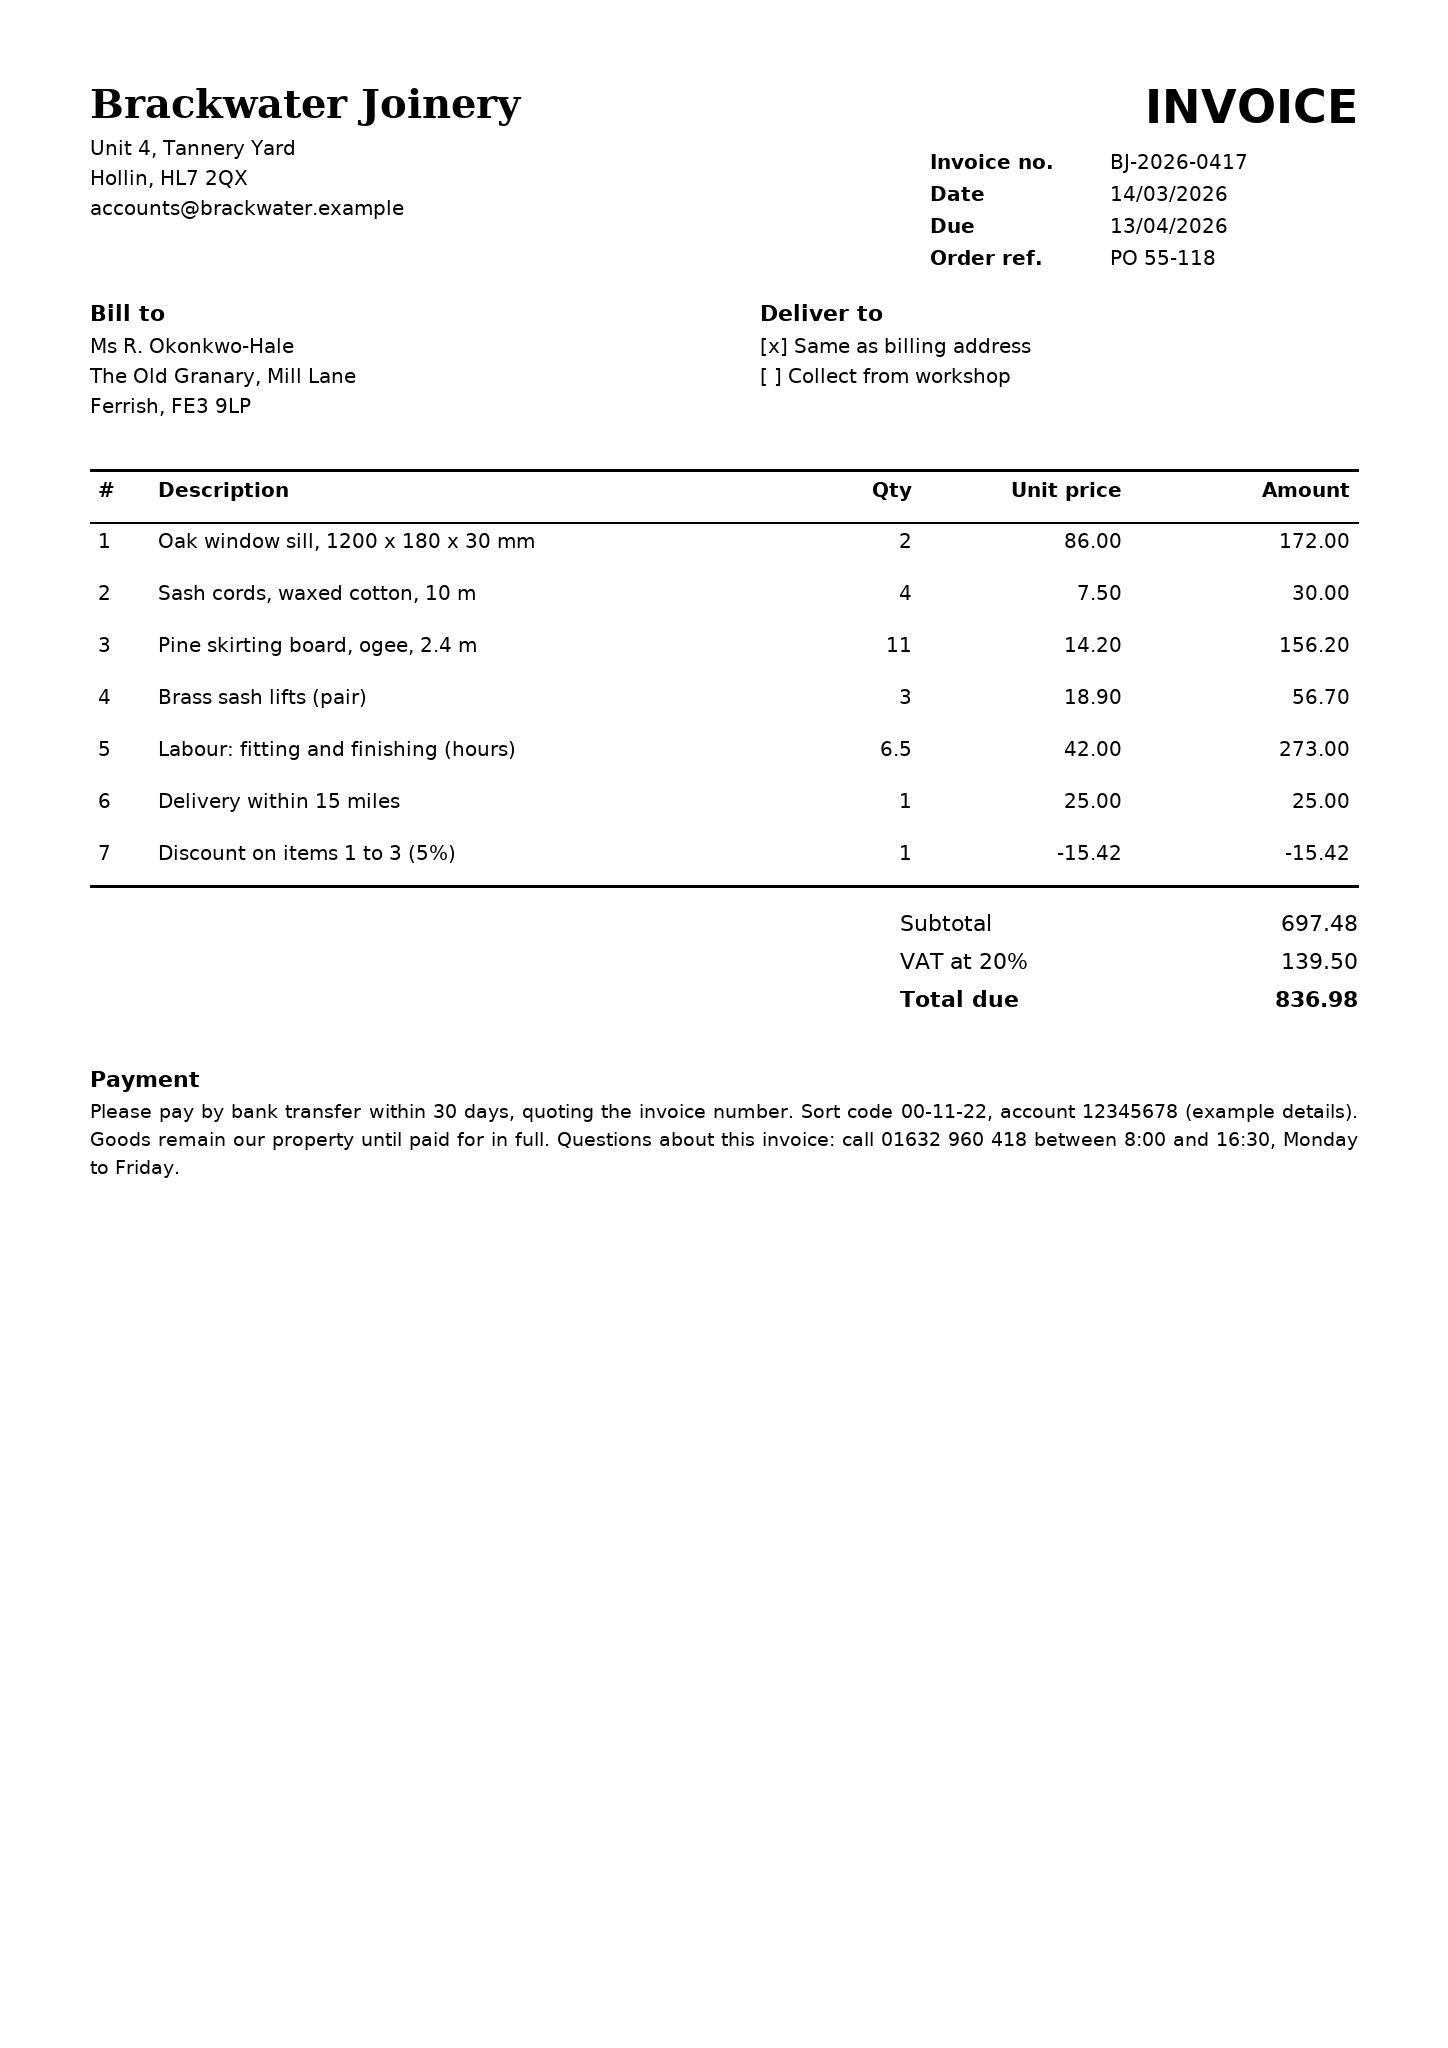 Brackwater Joinery
Unit 4, Tannery Yard
Hollin, HL7 2QX
accounts@brackwater.example
INVOICE
Invoice no. BJ-2026-0417
Date 14/03/2026
Due 13/04/2026
Order ref. PO 55-118
Bill to
Ms R. Okonkwo-Hale
The Old Granary, Mill Lane
Ferrish, FE3 9LP
Deliver to
[x] Same as billing address
[ ] Collect from workshop
# Description Qty Unit price Amount
1 Oak window sill, 1200 x 180 x 30 mm 2 86.00 172.00
2 Sash cords, waxed cotton, 10 m 4 7.50 30.00
3 Pine skirting board, ogee, 2.4 m 11 14.20 156.20
4 Brass sash lifts (pair) 3 18.90 56.70
5 Labour: fitting and finishing (hours) 6.5 42.00 273.00
6 Delivery within 15 miles 1 25.00 25.00
7 Discount on items 1 to 3 (5%) 1 -15.42 -15.42
Subtotal 697.48
VAT at 20% 139.50
Total due 836.98
Payment
Please pay by bank transfer within 30 days, quoting the invoice number. Sort code 00-11-22, account 12345678 (example details).
Goods remain our property until paid for in full. Questions about this invoice: call 01632 960 418 between 8:00 and 16:30, Monday
to Friday.